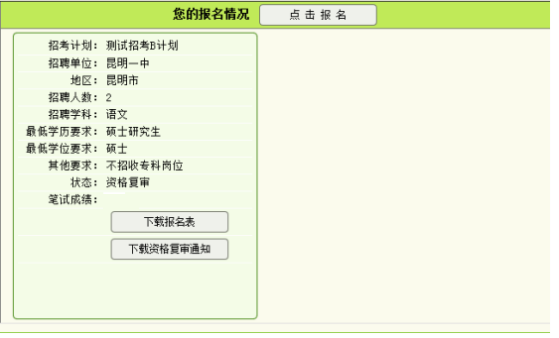 您的报名情况 点击报名
招考计划：测试招考B计划
招聘单位：昆明一中
地区：昆明市
招聘人数：2
招聘学科：语文
最低学历要求：硕士研究生
最低学位要求：硕士
其他要求：不招收专科岗位
状态：资格复审
笔试成绩：
下载报名表
下载资格复审通知